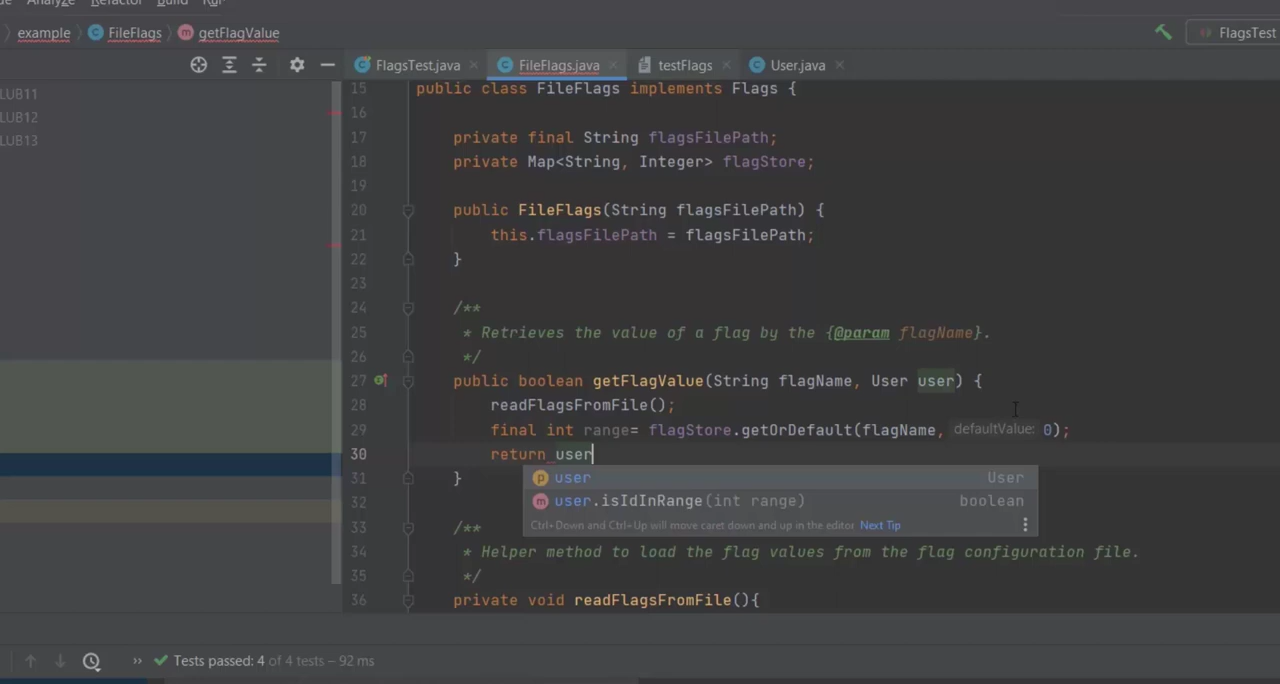 Analyze Refactor Build Run
example FileFlags getFlagValue FlagsTest
FlagsTest.java FileFlags.java testFlags User.java
LUB11
LUB12
LUB13
15 public class FileFlags implements Flags {
16
17 private final String flagsFilePath;
18 private Map<String, Integer> flagStore;
19
20 public FileFlags(String flagsFilePath) {
21 this.flagsFilePath = flagsFilePath;
22 }
23
24 /**
25 * Retrieves the value of a flag by the {@param flagName}.
26 */
27 public boolean getFlagValue(String flagName, User user) {
28 readFlagsFromFile();
29 final int range= flagStore.getOrDefault(flagName, defaultValue: 0);
30 return user
user User
user.isIdInRange(int range) boolean
Ctrl+Down and Ctrl+Up will move caret down and up in the editor Next Tip
31 }
32
33 /**
34 * Helper method to load the flag values from the flag configuration file.
35 */
36 private void readFlagsFromFile(){
» Tests passed: 4 of 4 tests – 92 ms